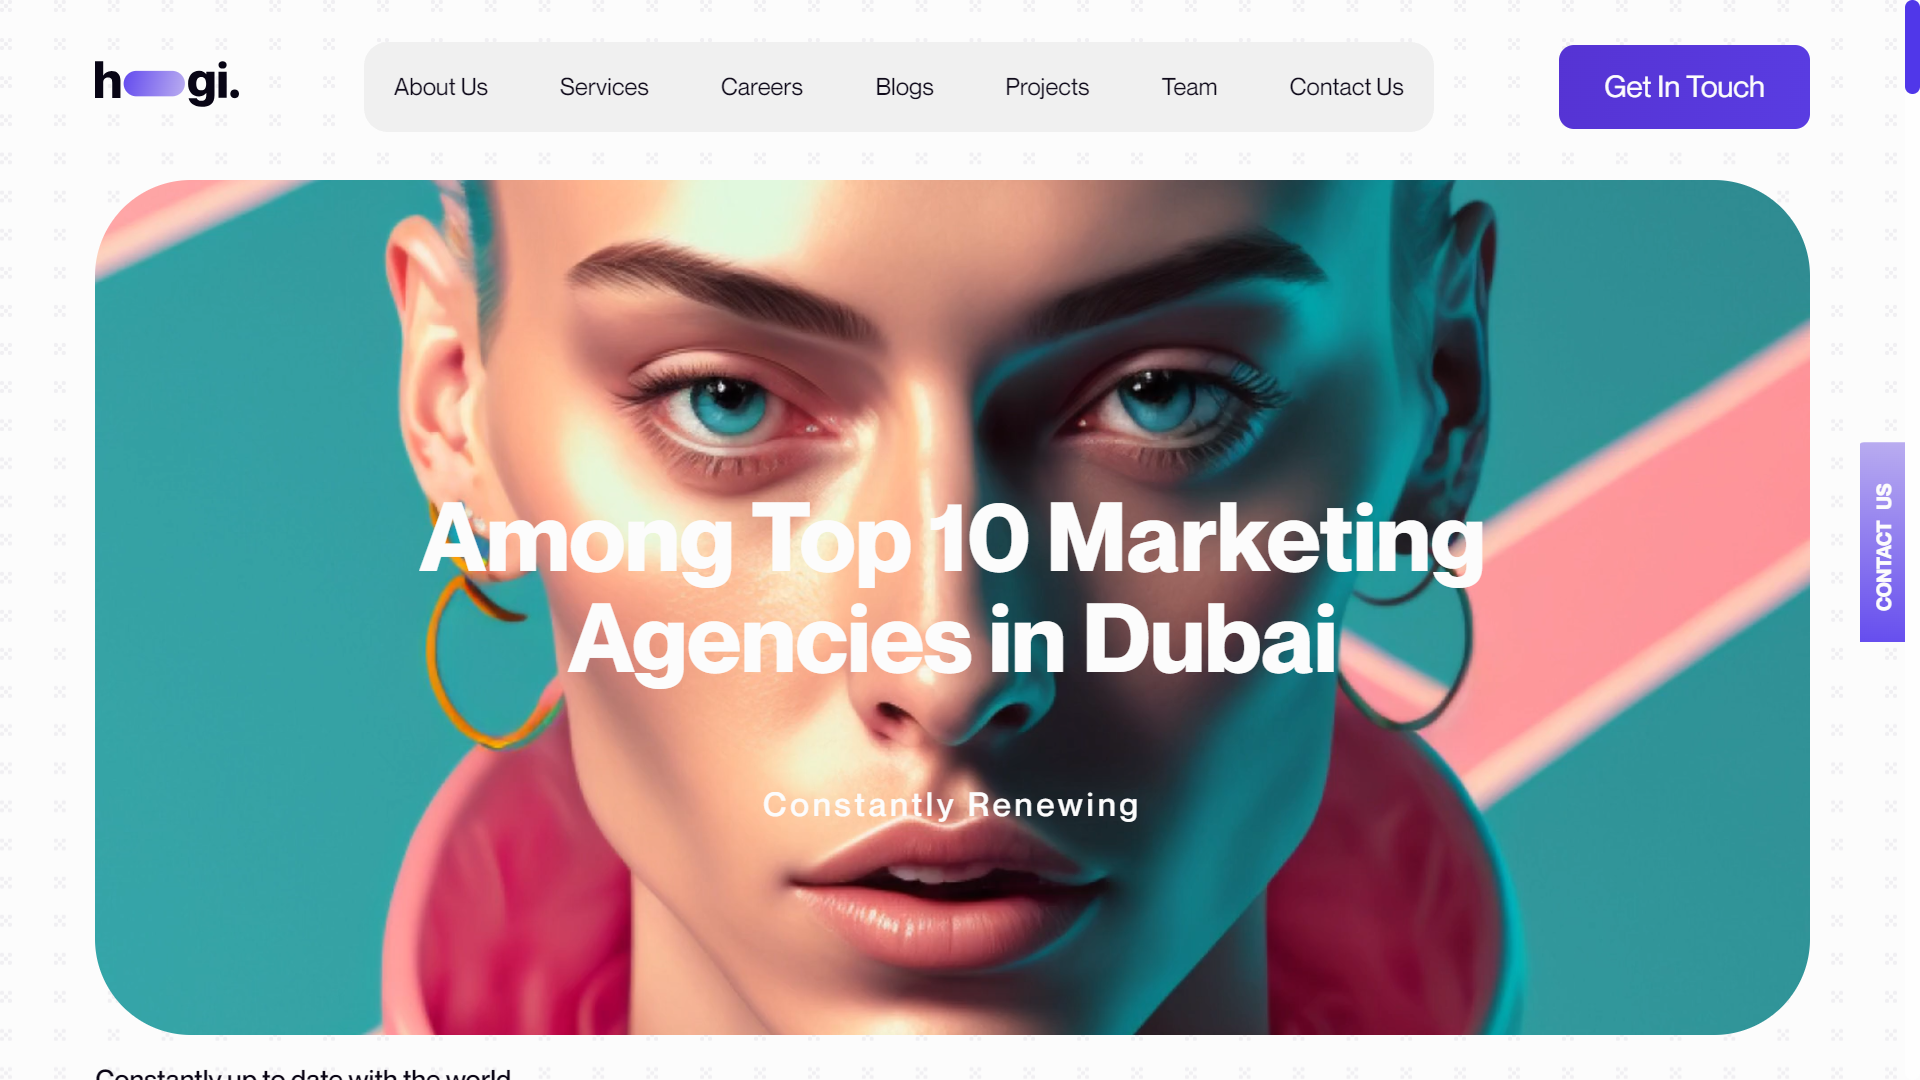 hogi.
About Us
Services
Careers
Blogs
Projects
Team
Contact Us
Get In Touch
Among Top 10 Marketing
Agencies in Dubai
Constantly Renewing
CONTACT US
Constantly up to date with the world